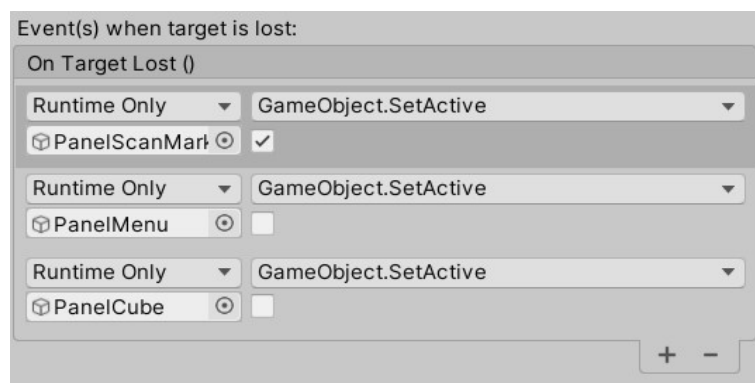 Event(s) when target is lost:
On Target Lost ()
Runtime Only GameObject.SetActive
PanelScanMark
Runtime Only GameObject.SetActive
PanelMenu
Runtime Only GameObject.SetActive
PanelCube
+ −